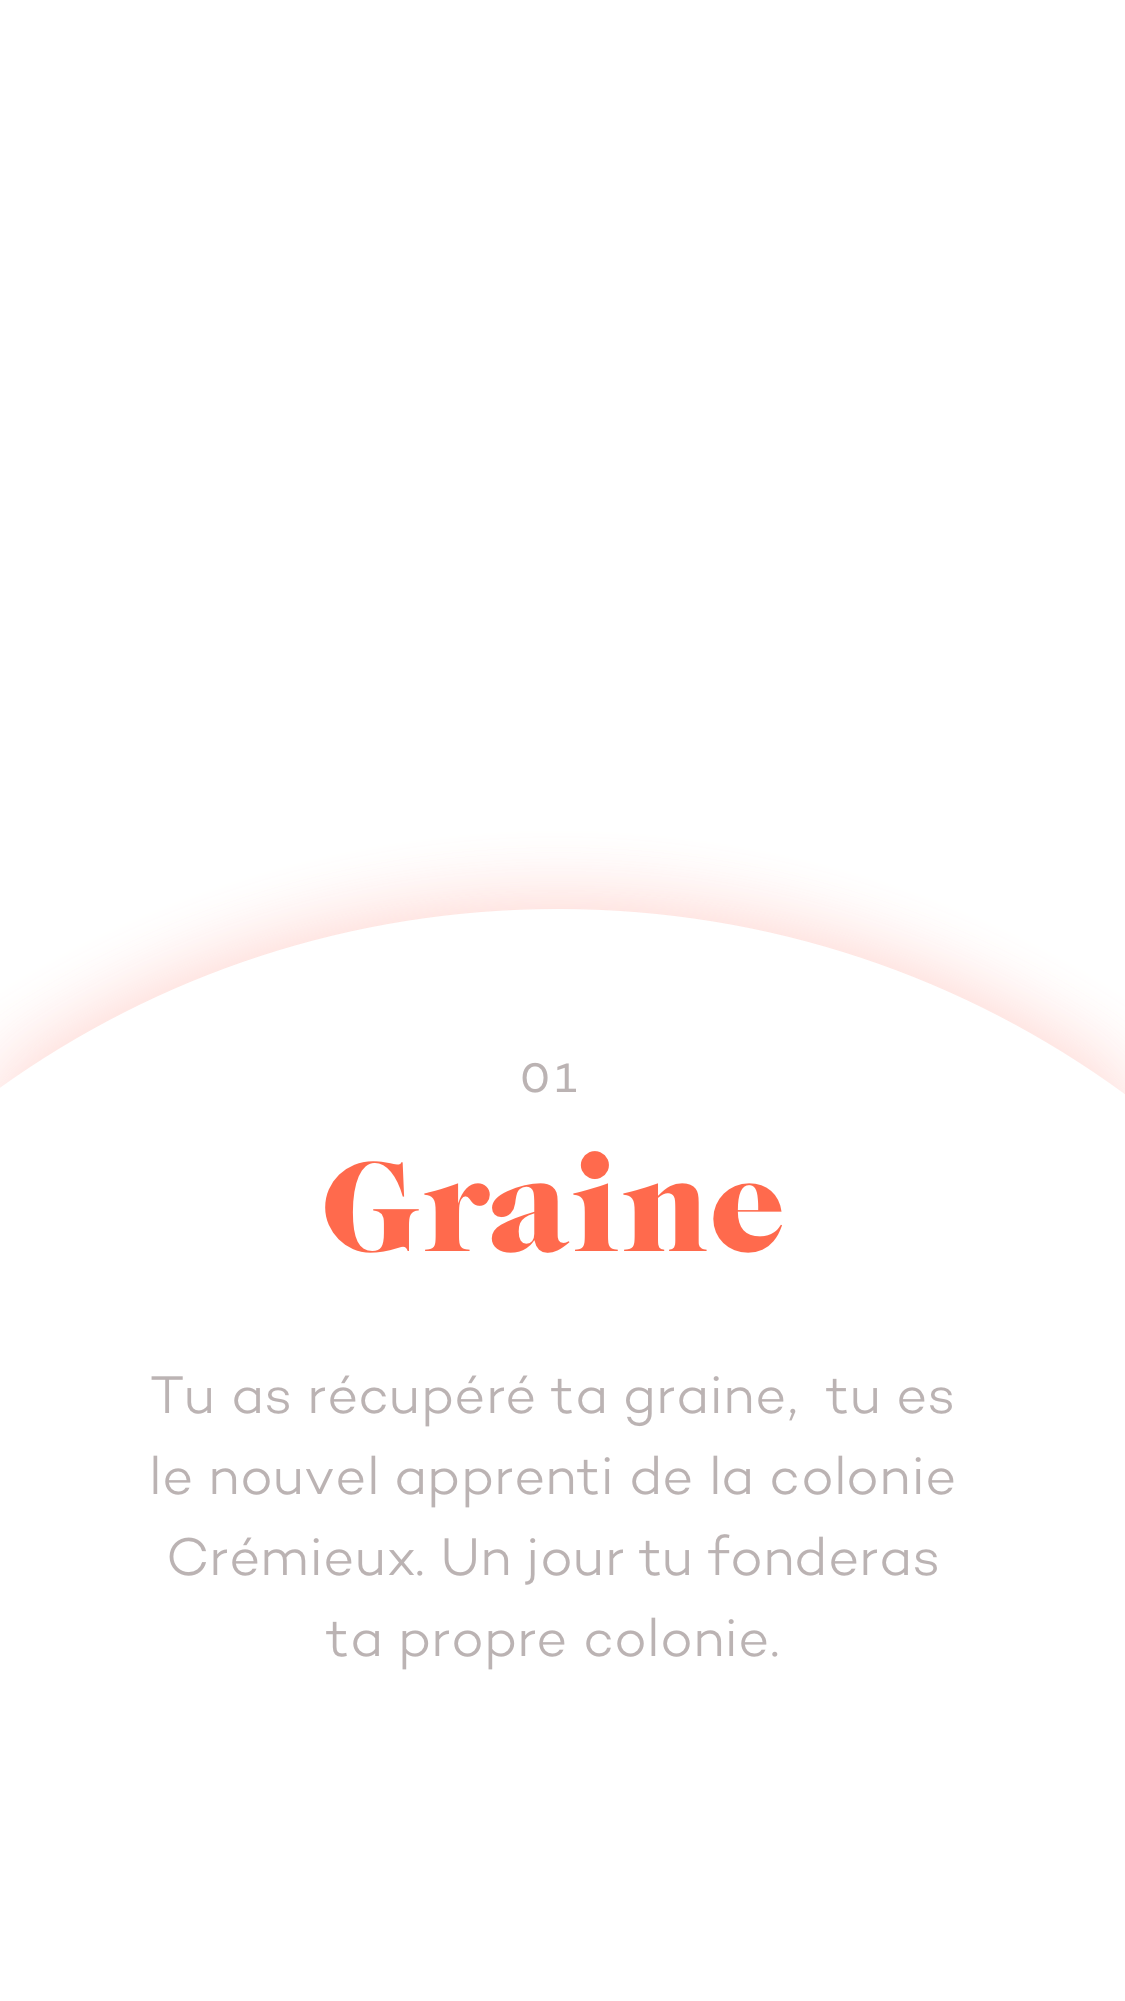 01
Graine
Tu as récupéré ta graine,  tu es
le nouvel apprenti de la colonie
Crémieux. Un jour tu fonderas
ta propre colonie.